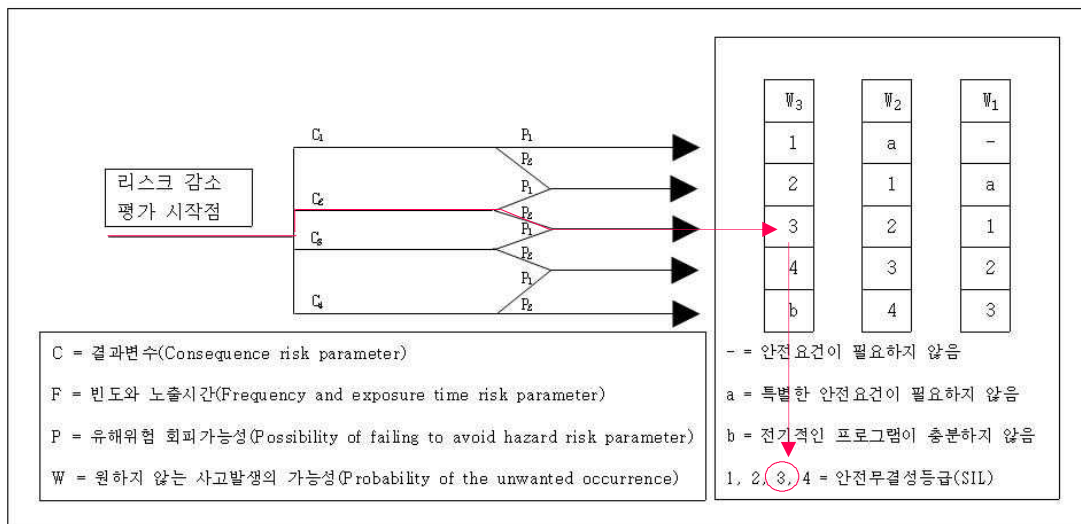 리스크 감소
평가 시작점
C₁
C₂
C₃
C₄
P₁
P₂
P₁
P₂
P₁
P₂
P₁
P₂
W₃ W₂ W₁
1 a -
2 1 a
3 2 1
4 3 2
b 4 3
C = 결과변수(Consequence risk parameter)
F = 빈도와 노출시간(Frequency and exposure time risk parameter)
P = 유해위험 회피가능성(Possibility of failing to avoid hazard risk parameter)
W = 원하지 않는 사고발생의 가능성(Probability of the unwanted occurrence)
- = 안전요건이 필요하지 않음
a = 특별한 안전요건이 필요하지 않음
b = 전기적인 프로그램이 충분하지 않음
1, 2, 3, 4 = 안전무결성등급(SIL)